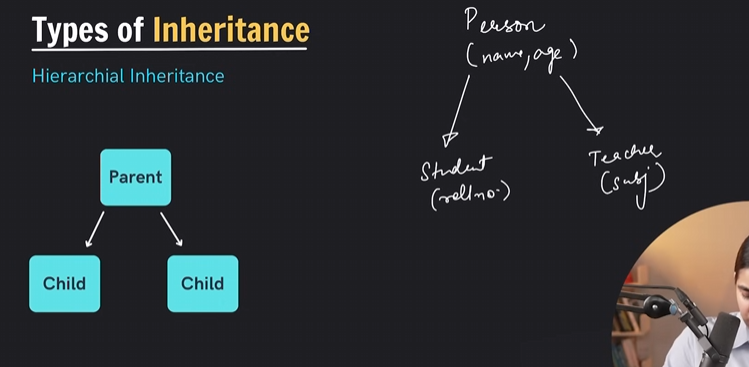 Types of Inheritance
Hierarchial Inheritance
Parent
Child
Child
Person
(name, age)
Student
(rollno.)
Teacher
(subj)